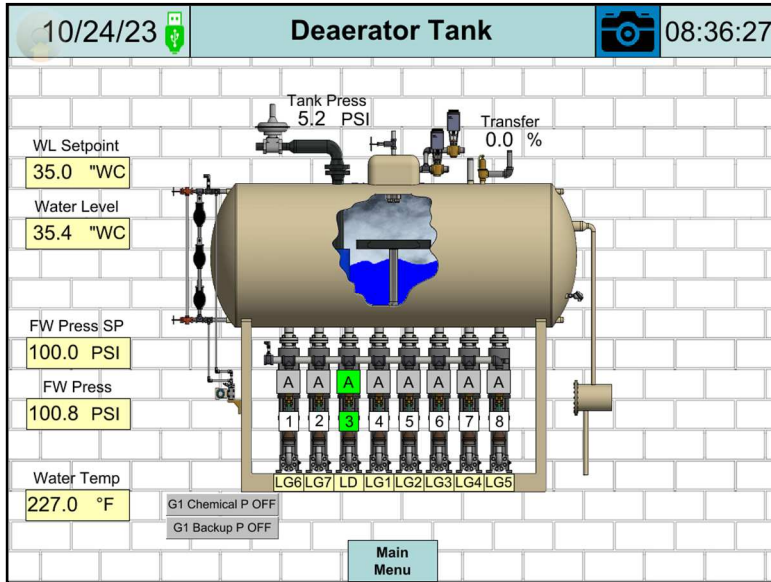 10/24/23
Deaerator Tank
08:36:27
Tank Press
5.2 PSI
Transfer
0.0 %
WL Setpoint
35.0 "WC
Water Level
35.4 "WC
FW Press SP
100.0 PSI
FW Press
100.8 PSI
Water Temp
227.0 °F
A A A A A A A A
1 2 3 4 5 6 7 8
LG6 LG7 LD LG1 LG2 LG3 LG4 LG5
G1 Chemical P OFF
G1 Backup P OFF
Main
Menu